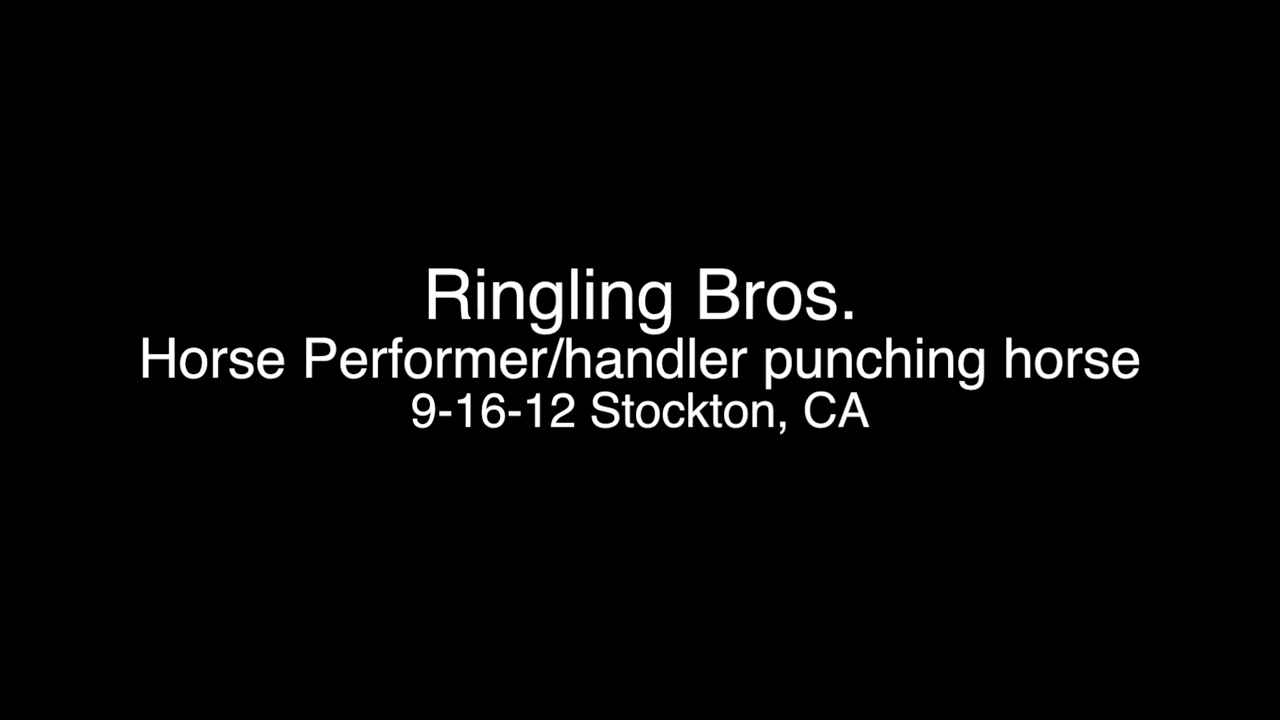 Ringling Bros.
Horse Performer/handler punching horse
9-16-12 Stockton, CA